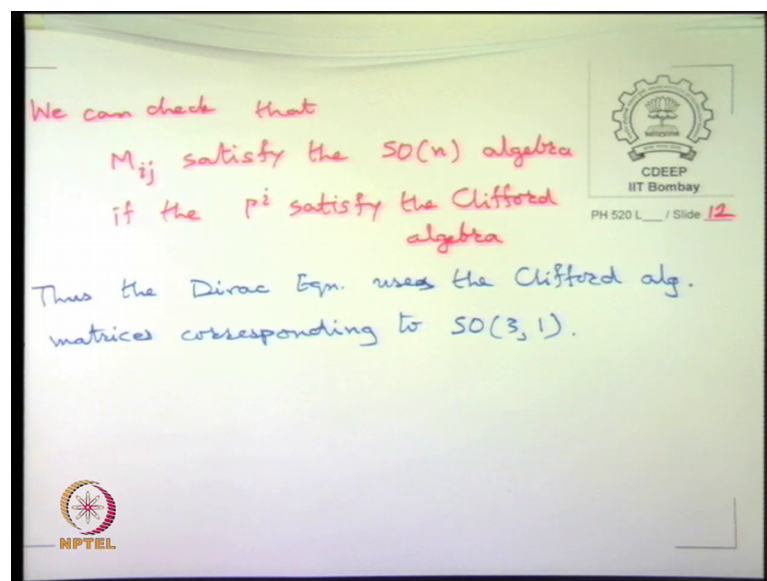 We can check that
M_ij satisfy the SO(n) algebra
if the Γ^i satisfy the Clifford
algebra
Thus the Dirac Eqn. uses the Clifford alg.
matrices corresponding to SO(3, 1).
CDEEP
IIT Bombay
PH 520 L___ / Slide 12
NPTEL